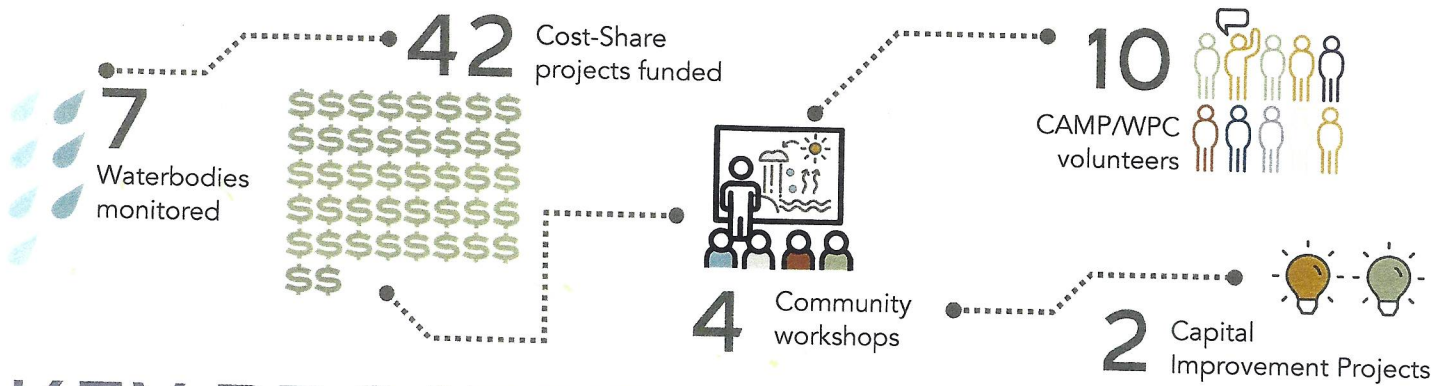 7
Waterbodies
monitored
42
Cost-Share
projects funded
$$$$$$$$
$$$$$$$$
$$$$$$$$
$$$$$$$$
$$$$$$$$
$$
4
Community
workshops
10
CAMP/WPC
volunteers
2
Capital
Improvement Projects